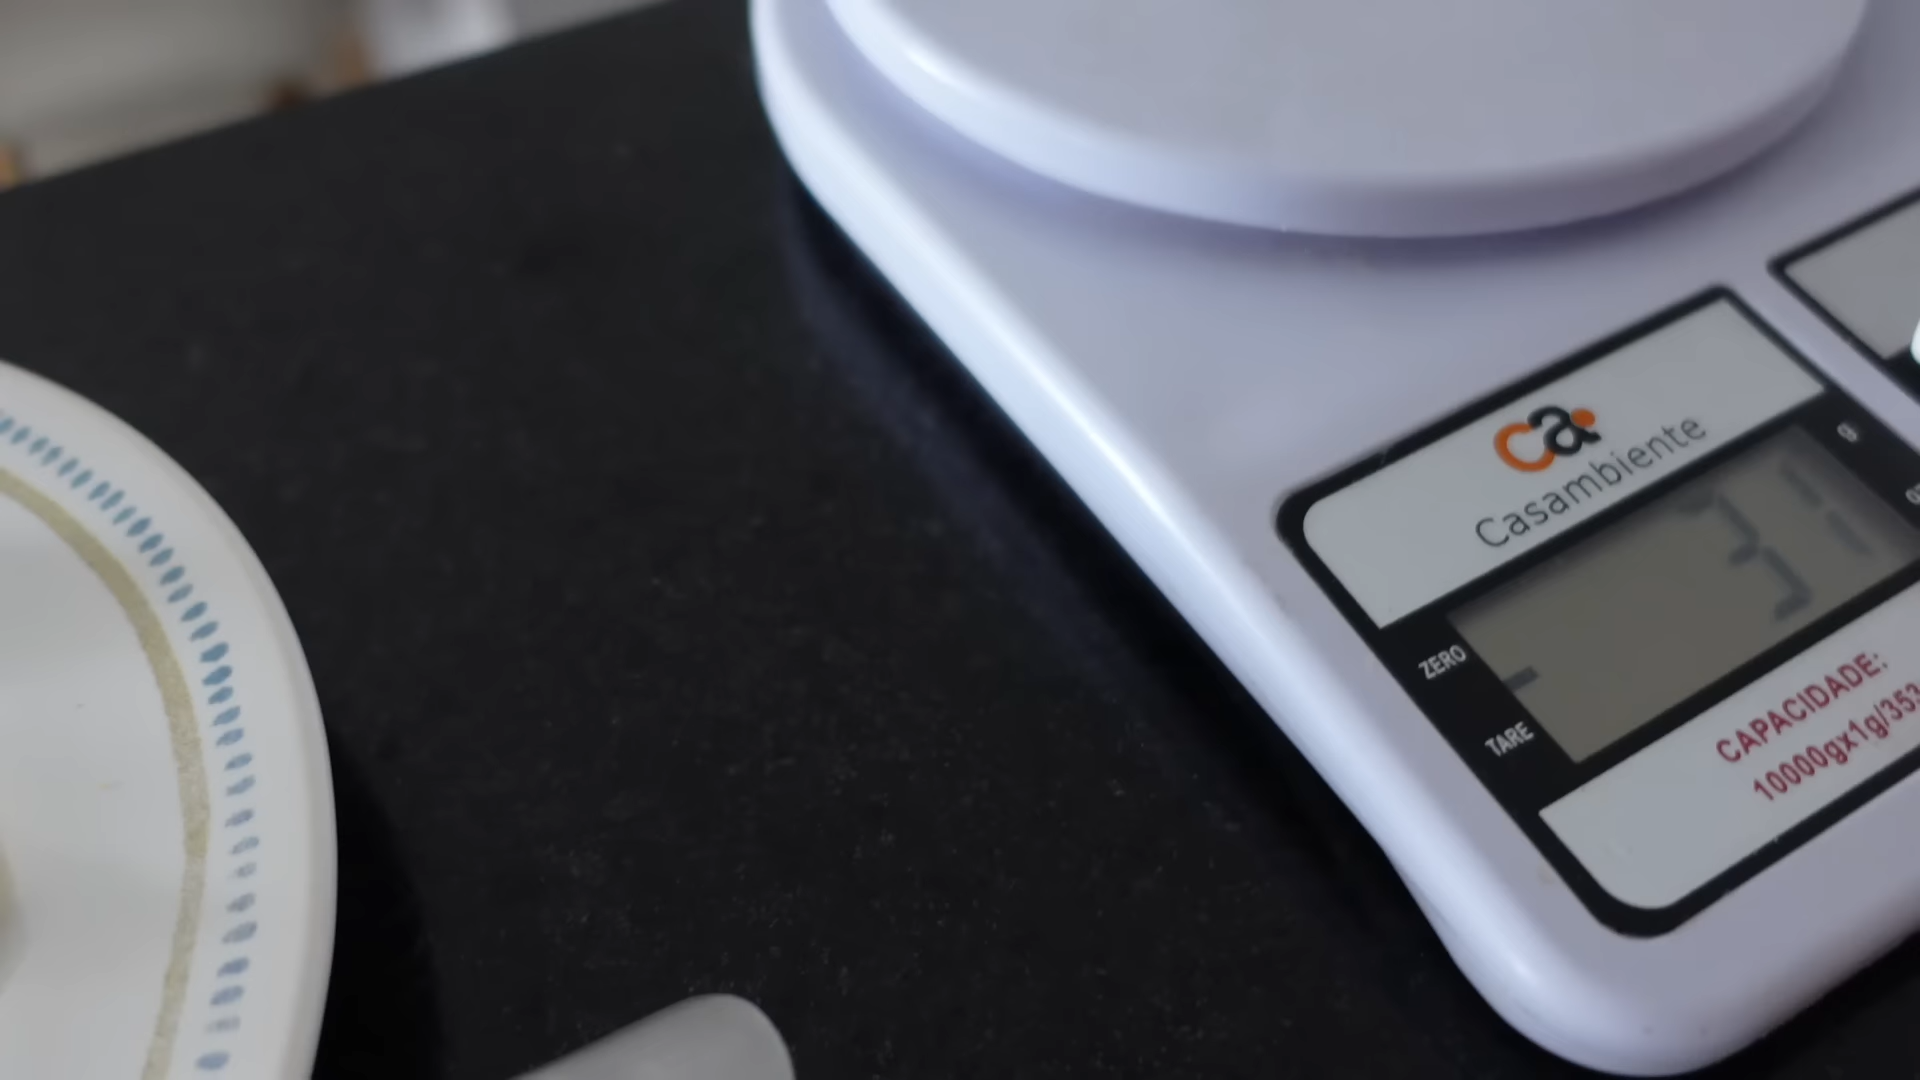 ca.
Casambiente
g
ZERO
TARE
CAPACIDADE:
10000gx1g/353